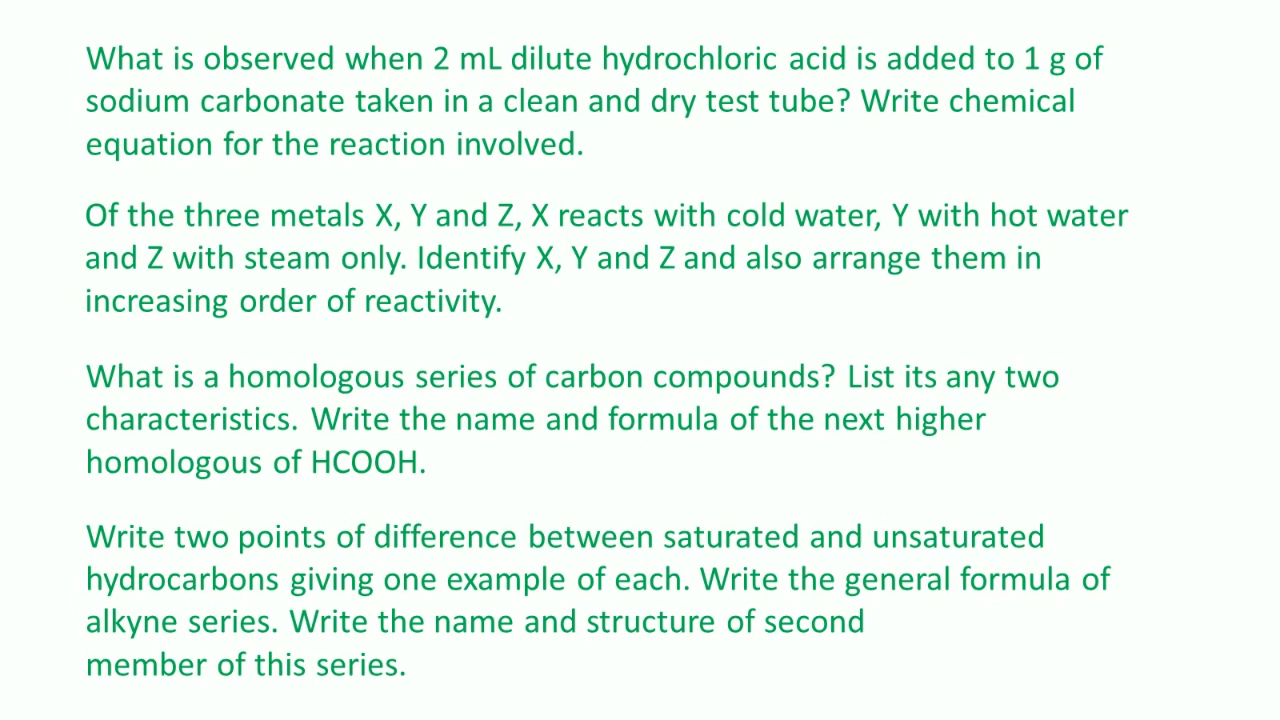 What is observed when 2 mL dilute hydrochloric acid is added to 1 g of
sodium carbonate taken in a clean and dry test tube? Write chemical
equation for the reaction involved.
Of the three metals X, Y and Z, X reacts with cold water, Y with hot water
and Z with steam only. Identify X, Y and Z and also arrange them in
increasing order of reactivity.
What is a homologous series of carbon compounds? List its any two
characteristics. Write the name and formula of the next higher
homologous of HCOOH.
Write two points of difference between saturated and unsaturated
hydrocarbons giving one example of each. Write the general formula of
alkyne series. Write the name and structure of second
member of this series.